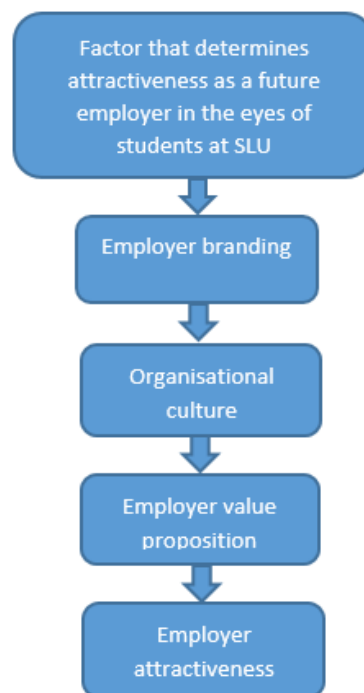 Factor that determines
attractiveness as a future
employer in the eyes of
students at SLU
Employer branding
Organisational
culture
Employer value
proposition
Employer
attractiveness